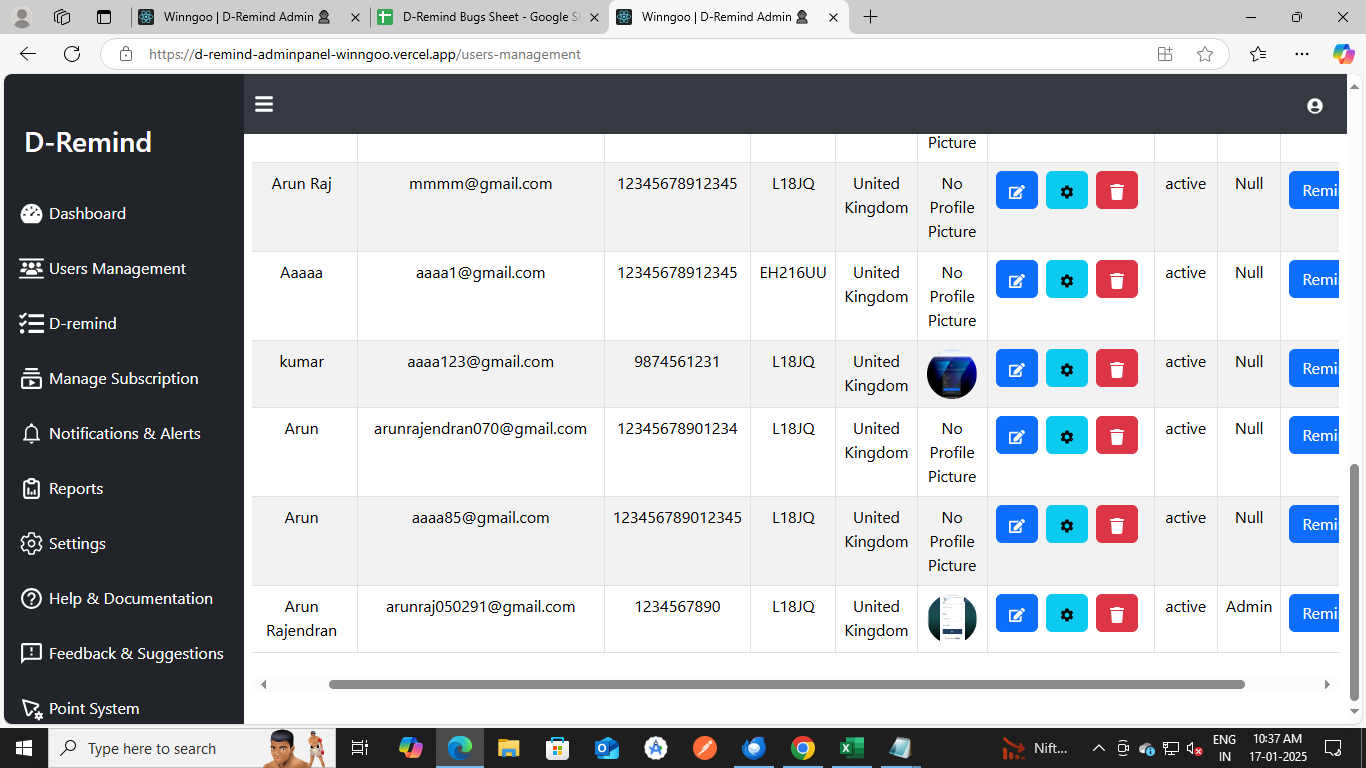 Winngoo | D-Remind Admin
D-Remind Bugs Sheet - Google S
Winngoo | D-Remind Admin
https://d-remind-adminpanel-winngoo.vercel.app/users-management
D-Remind
Dashboard
Users Management
D-remind
Manage Subscription
Notifications & Alerts
Reports
Settings
Help & Documentation
Feedback & Suggestions
Point System
Picture
Arun Raj mmmm@gmail.com 12345678912345 L18JQ United Kingdom No Profile Picture active Null Remi
Aaaaa aaaa1@gmail.com 12345678912345 EH216UU United Kingdom No Profile Picture active Null Remi
kumar aaaa123@gmail.com 9874561231 L18JQ United Kingdom active Null Remi
Arun arunrajendran070@gmail.com 12345678901234 L18JQ United Kingdom No Profile Picture active Null Remi
Arun aaaa85@gmail.com 123456789012345 L18JQ United Kingdom No Profile Picture active Null Remi
Arun Rajendran arunraj050291@gmail.com 1234567890 L18JQ United Kingdom active Admin Remi
Type here to search
Nift...
ENG
IN
10:37 AM
17-01-2025